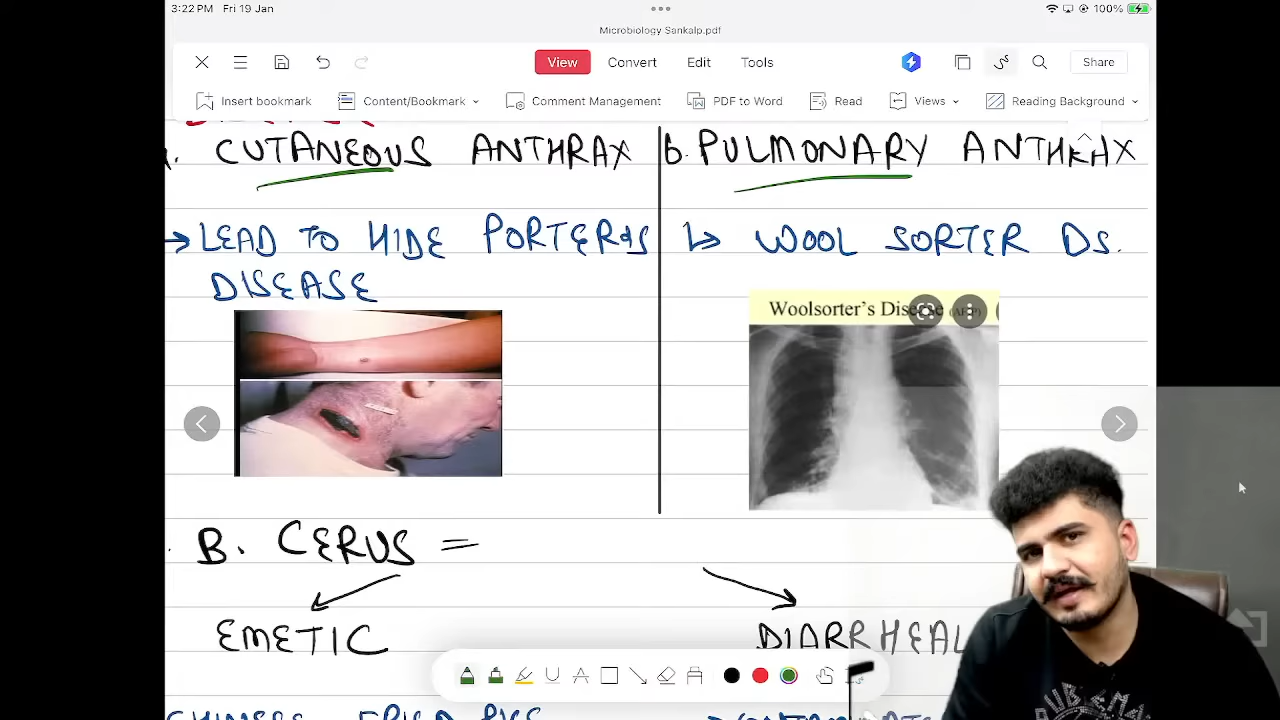 3:22 PM Fri 19 Jan
100%
Microbiology Sankalp.pdf
View Convert Edit Tools
Share
Insert bookmark Content/Bookmark Comment Management PDF to Word Read Views Reading Background
CUTANEOUS ANTHRAX
b. PULMONARY ANTHRAX
→ LEAD TO HIDE PORTERS
DISEASE
↳ WOOL SORTER DS.
Woolsorter's Disease
B. CERUS =
EMETIC
DIARRHEAL